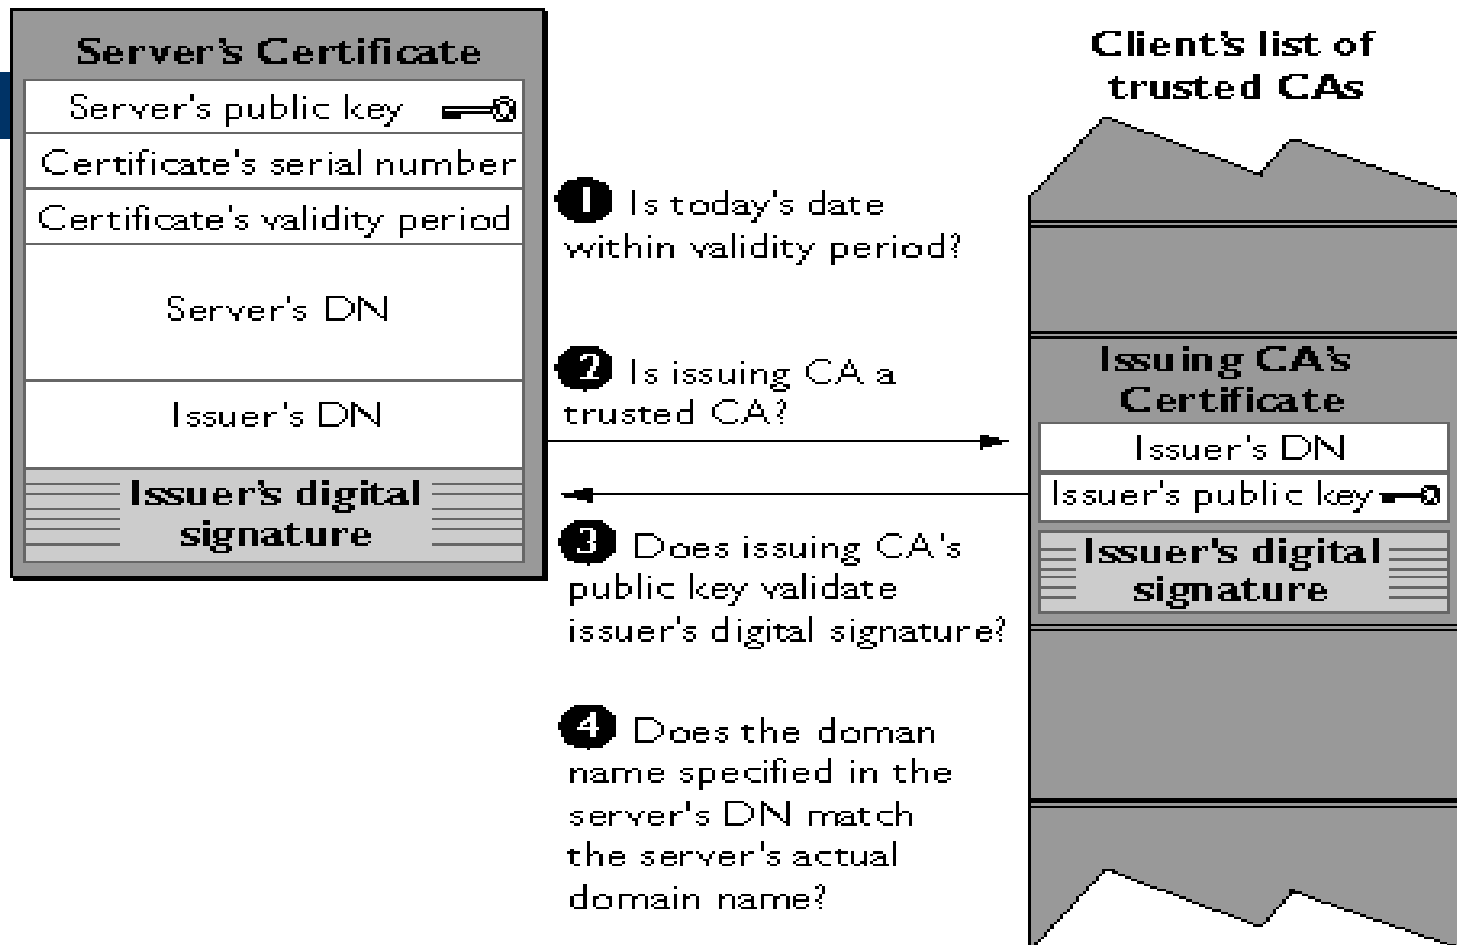 Server's Certificate
Server's public key
Certificate's serial number
Certificate's validity period
Server's DN
Issuer's DN
Issuer's digital
signature
1 Is today's date
within validity period?
2 Is issuing CA a
trusted CA?
3 Does issuing CA's
public key validate
issuer's digital signature?
4 Does the doman
name specified in the
server's DN match
the server's actual
domain name?
Client's list of
trusted CAs
Issuing CA's
Certificate
Issuer's DN
Issuer's public key
Issuer's digital
signature